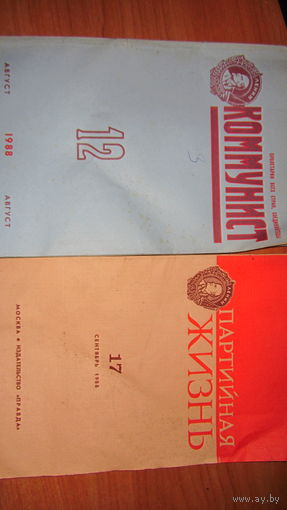 ПРОЛЕТАРИИ ВСЕХ СТРАН, СОЕДИНЯЙТЕСЬ!
КОММУНИСТ
12
АВГУСТ 1988 АВГУСТ
ПАРТИЙНАЯ
ЖИЗНЬ
17
СЕНТЯБРЬ 1988
МОСКВА • ИЗДАТЕЛЬСТВО «ПРАВДА»
www.ay.by